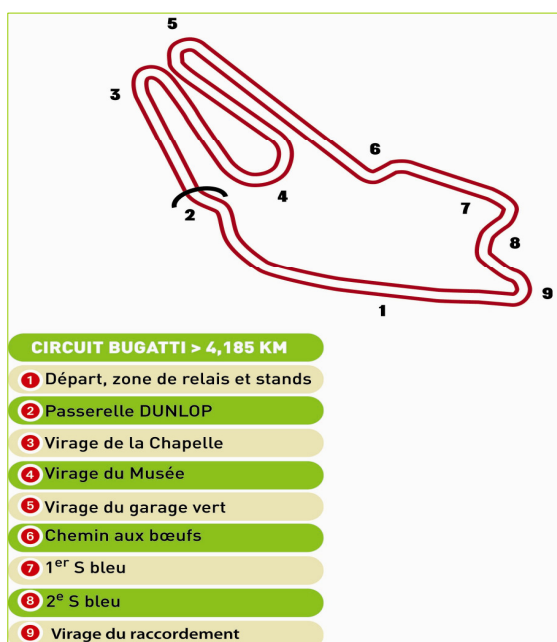 5
3
6
4
7
2
8
9
1
CIRCUIT BUGATTI > 4,185 KM
1 Départ, zone de relais et stands
2 Passerelle DUNLOP
3 Virage de la Chapelle
4 Virage du Musée
5 Virage du garage vert
6 Chemin aux bœufs
7 1er S bleu
8 2e S bleu
9 Virage du raccordement